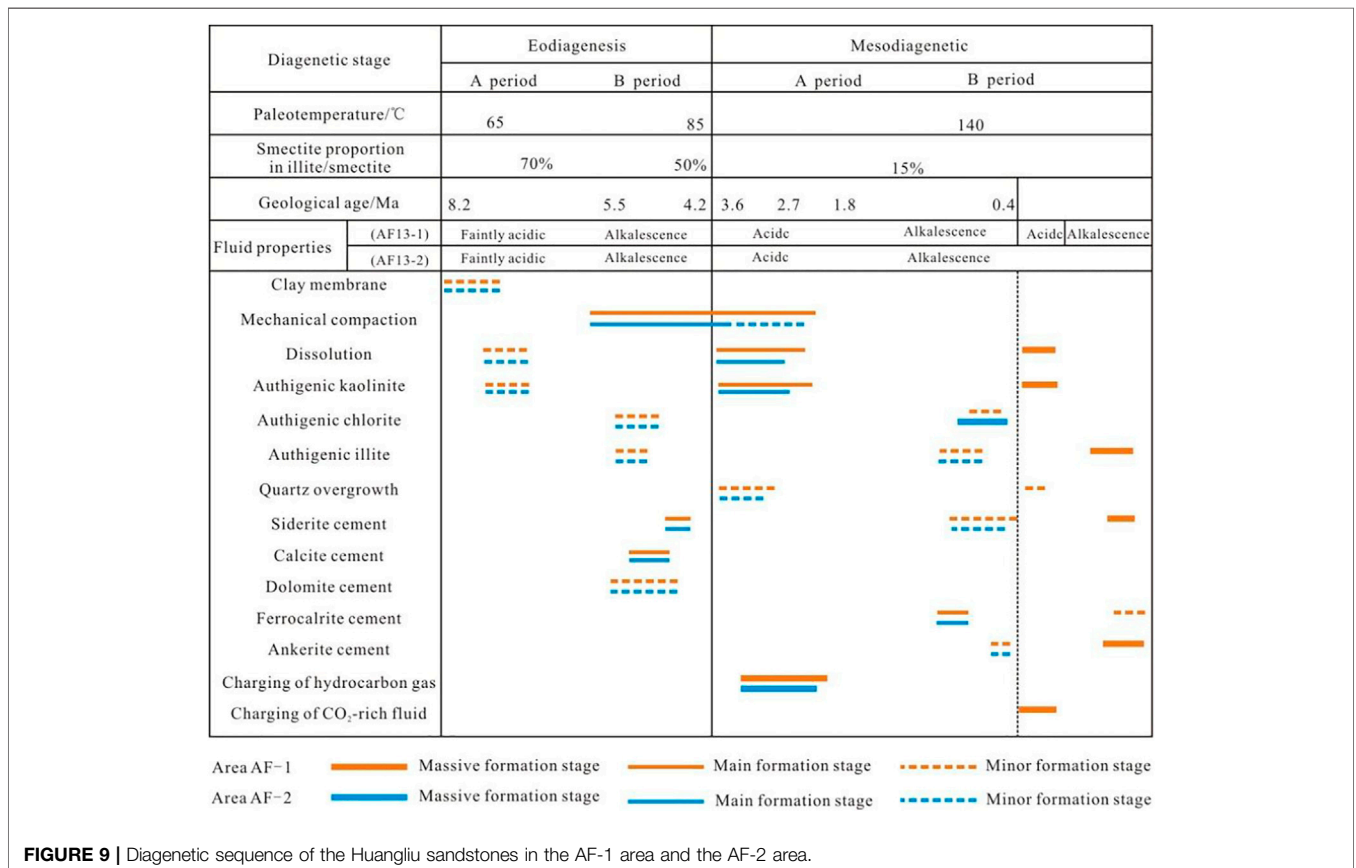 Diagenetic stage Eodiagenesis Mesodiagenetic
A period B period A period B period
Paleotemperature/℃ 65 85 140
Smectite proportion
in illite/smectite 70% 50% 15%
Geological age/Ma 8.2 5.5 4.2 3.6 2.7 1.8 0.4
Fluid properties (AF13-1) Faintly acidic Alkalescence Acidc Alkalescence Acidc Alkalescence
(AF13-2) Faintly acidic Alkalescence Acidc Alkalescence
Clay membrane
Mechanical compaction
Dissolution
Authigenic kaolinite
Authigenic chlorite
Authigenic illite
Quartz overgrowth
Siderite cement
Calcite cement
Dolomite cement
Ferrocalrite cement
Ankerite cement
Charging of hydrocarbon gas
Charging of CO₂-rich fluid
Area AF-1 Massive formation stage Main formation stage Minor formation stage
Area AF-2 Massive formation stage Main formation stage Minor formation stage
FIGURE 9 | Diagenetic sequence of the Huangliu sandstones in the AF-1 area and the AF-2 area.